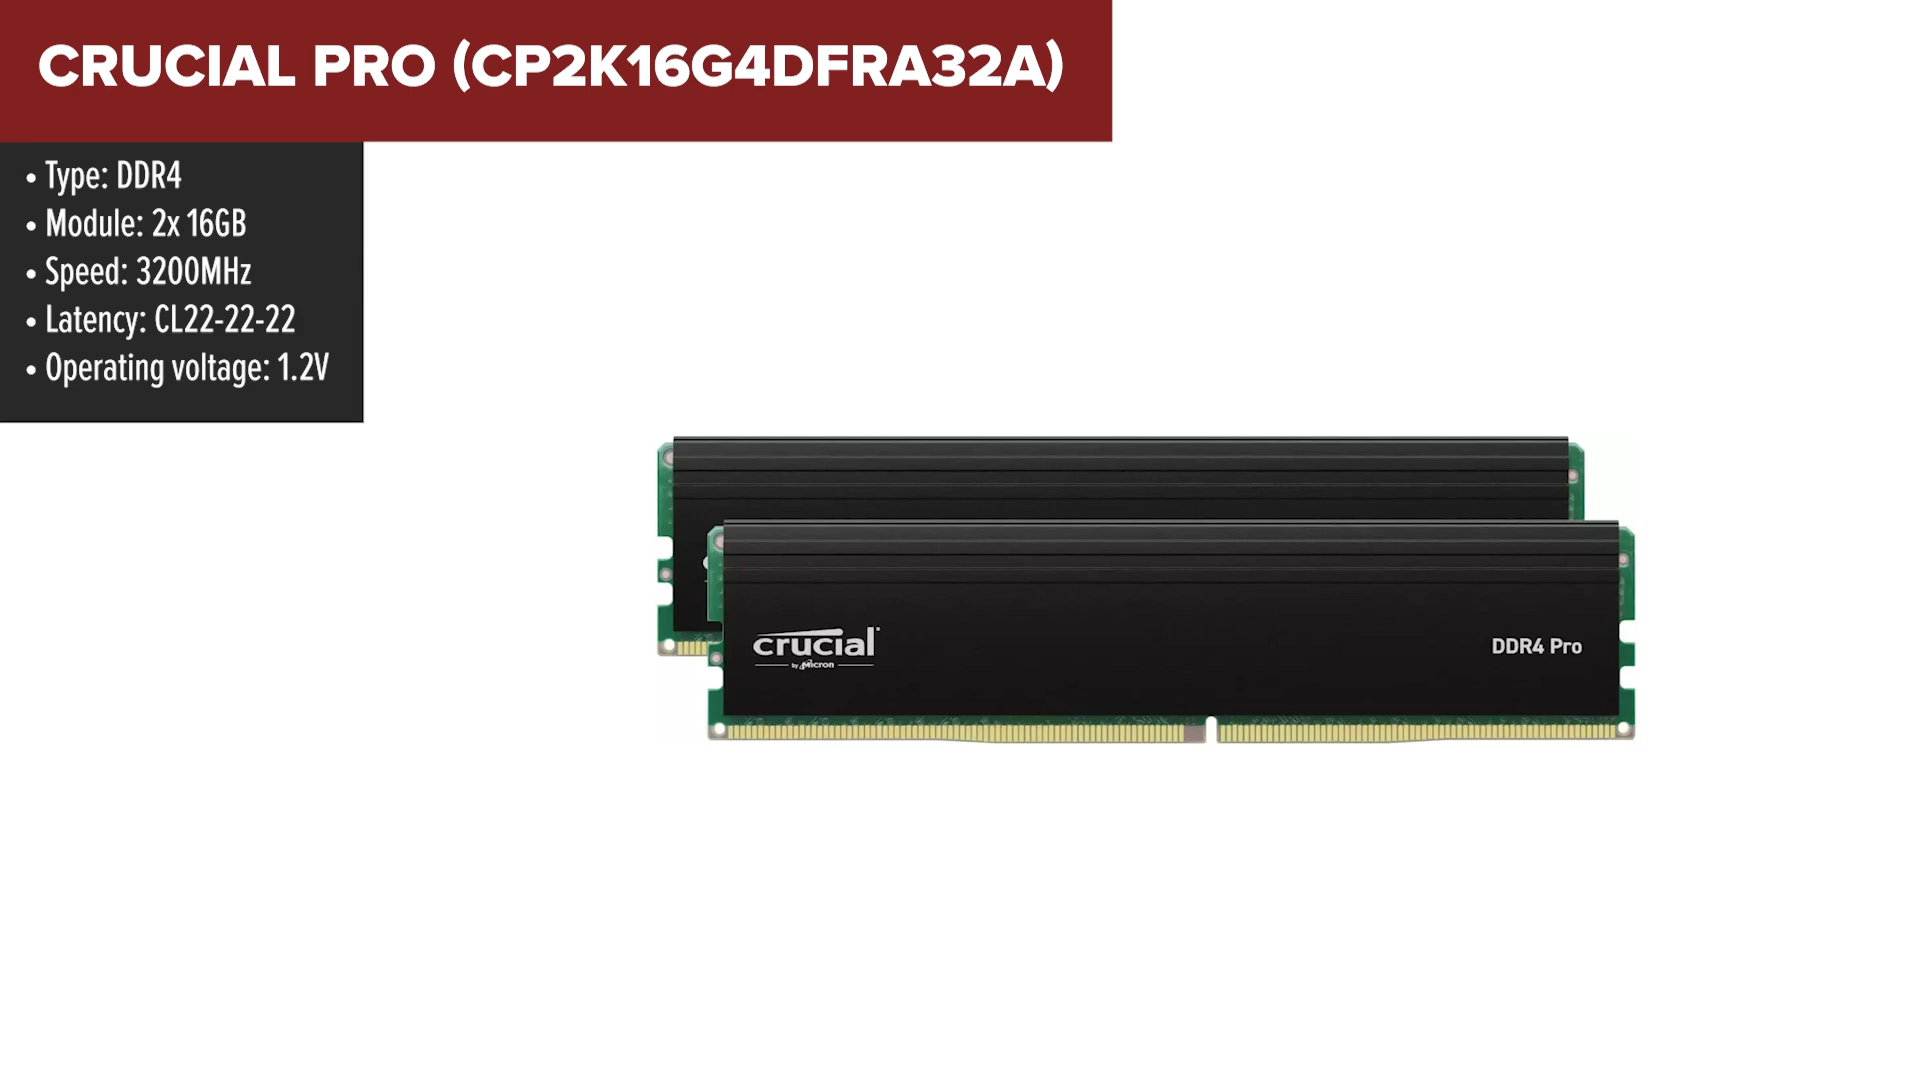 CRUCIAL PRO (CP2K16G4DFRA32A)
• Type: DDR4
• Module: 2x 16GB
• Speed: 3200MHz
• Latency: CL22-22-22
• Operating voltage: 1.2V
crucial
by Micron
DDR4 Pro